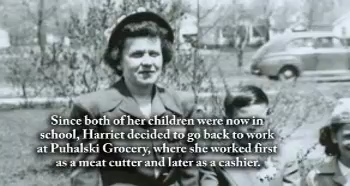 Since both of her children were now in
school, Harriet decided to go back to work
at Puhalski Grocery, where she worked first
as a meat cutter and later as a cashier.